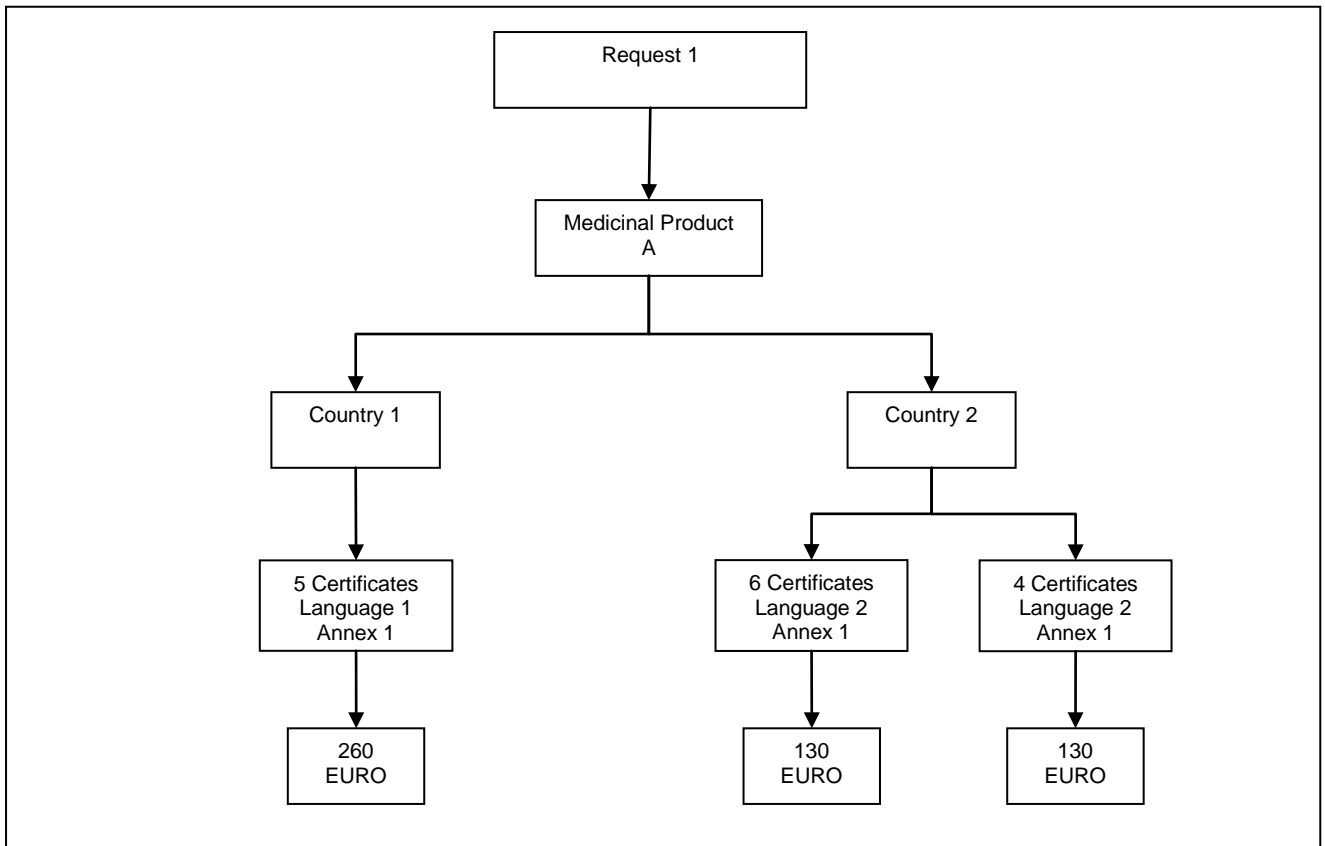 Request 1
Medicinal Product
A
Country 1
Country 2
5 Certificates
Language 1
Annex 1
6 Certificates
Language 2
Annex 1
4 Certificates
Language 2
Annex 1
260
EURO
130
EURO
130
EURO